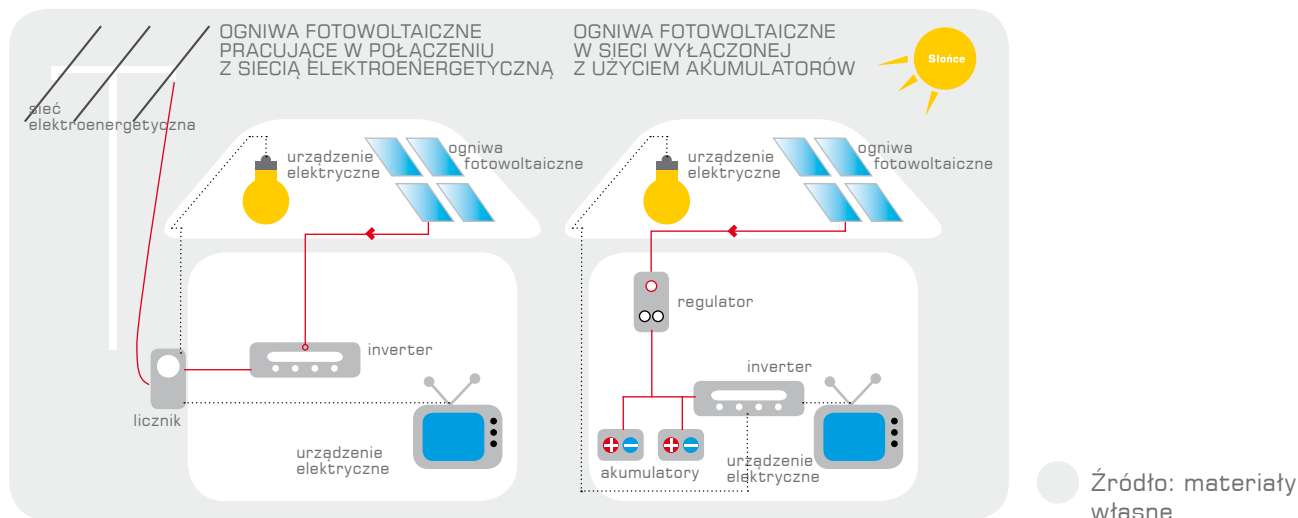 OGNIWA FOTOWOLTAICZNE
PRACUJĄCE W POŁĄCZENIU
Z SIECIĄ ELEKTROENERGETYCZNĄ
OGNIWA FOTOWOLTAICZNE
W SIECI WYŁĄCZONEJ
Z UŻYCIEM AKUMULATORÓW
Słońce
sieć
elektroenergetyczna
urządzenie
elektryczne
ogniwa
fotowoltaiczne
urządzenie
elektryczne
ogniwa
fotowoltaiczne
regulator
inverter
inverter
licznik
urządzenie
elektryczne
akumulatory
urządzenie
elektryczne
Źródło: materiały
własne